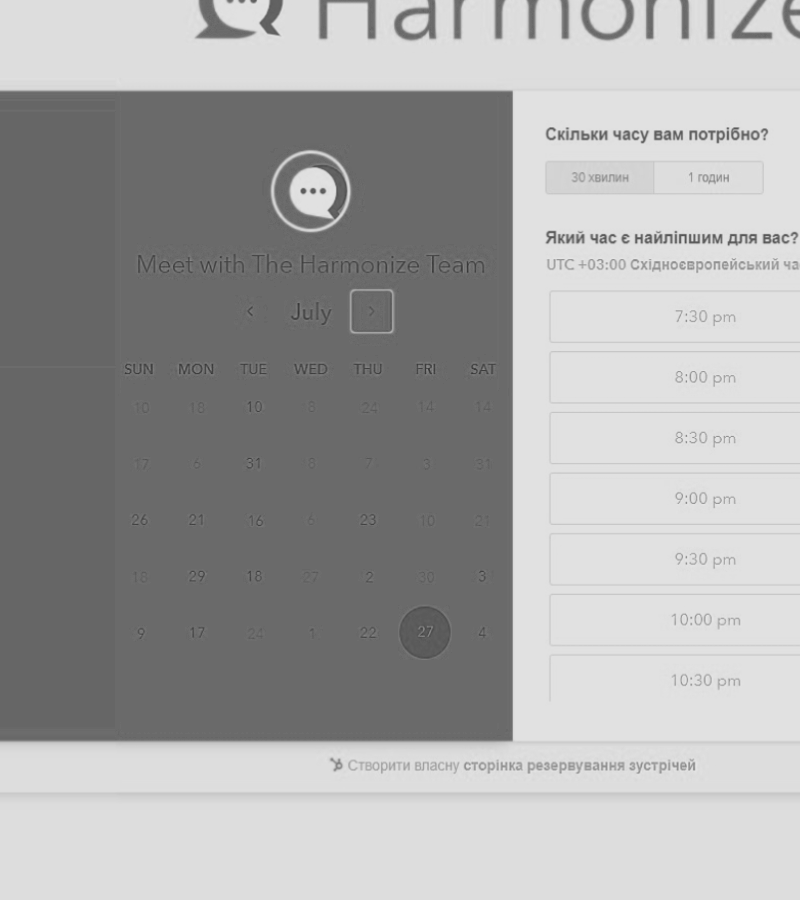 Harmonize
Meet with The Harmonize Team
July
SUN MON TUE WED THU FRI SAT
10 18 10 8 24 14 14
17 6 31 8 7 3 31
26 21 16 6 23 10 21
18 29 18 27 2 30 3
9 17 24 1 22 27 4
Скільки часу вам потрібно?
30 хвилин 1 годин
Який час є найліпшим для вас?
UTC +03:00 Східноєвропейський ча
7:30 pm
8:00 pm
8:30 pm
9:00 pm
9:30 pm
10:00 pm
10:30 pm
Створити власну сторінка резервування зустрічей